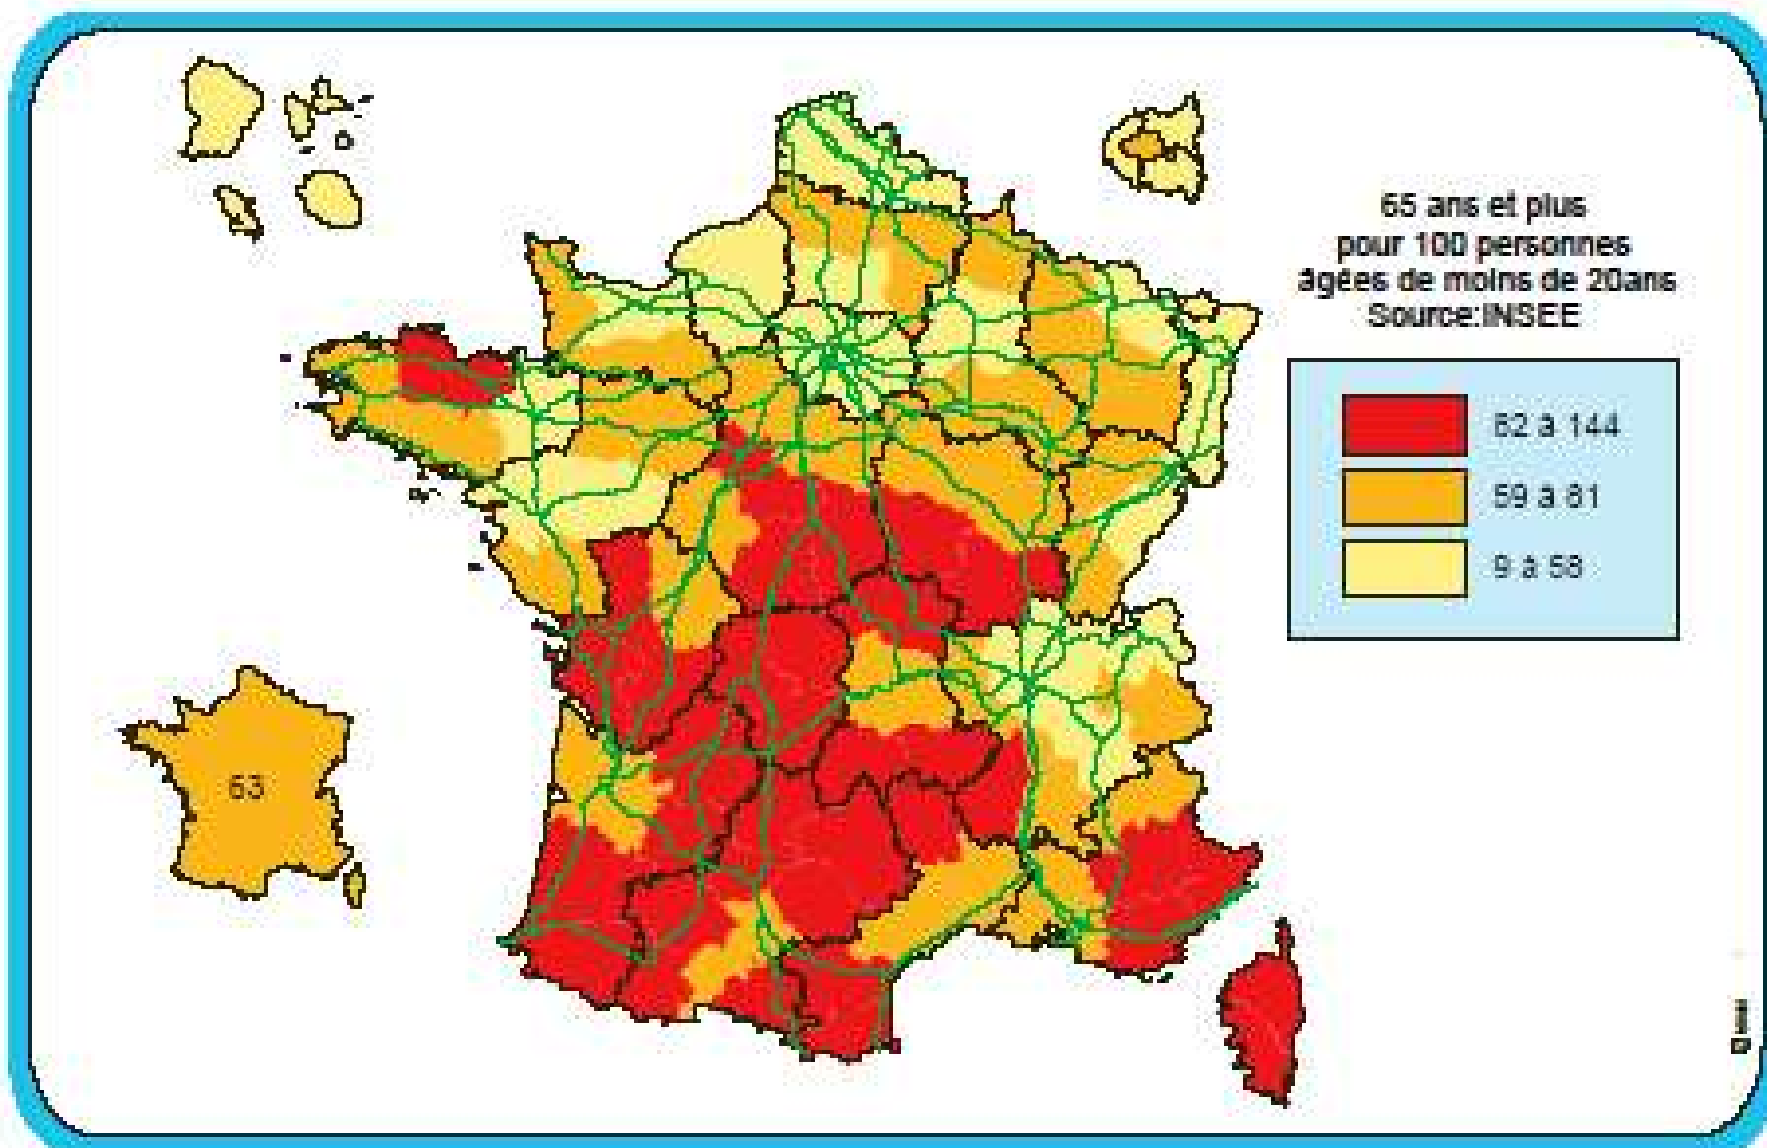 65 ans et plus
pour 100 personnes
âgées de moins de 20ans
Source:INSEE
82 à 144
59 à 81
9 à 58
63